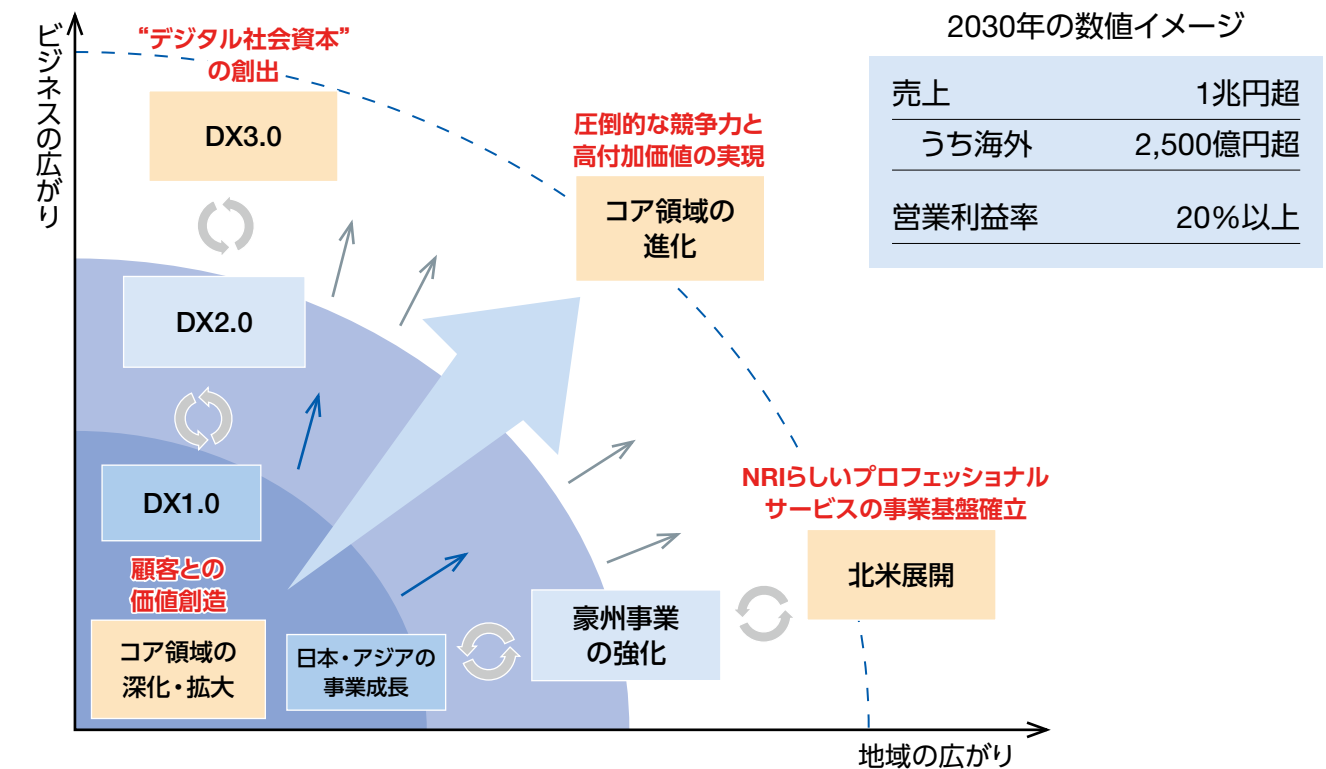 ビジネスの広がり
“デジタル社会資本”
の創出
DX3.0
DX2.0
DX1.0
顧客との
価値創造
コア領域の
深化・拡大
日本・アジアの
事業成長
豪州事業
の強化
圧倒的な競争力と
高付加価値の実現
コア領域の
進化
NRIらしいプロフェッショナル
サービスの事業基盤確立
北米展開
地域の広がり
2030年の数値イメージ
売上 1兆円超
うち海外 2,500億円超
営業利益率 20%以上